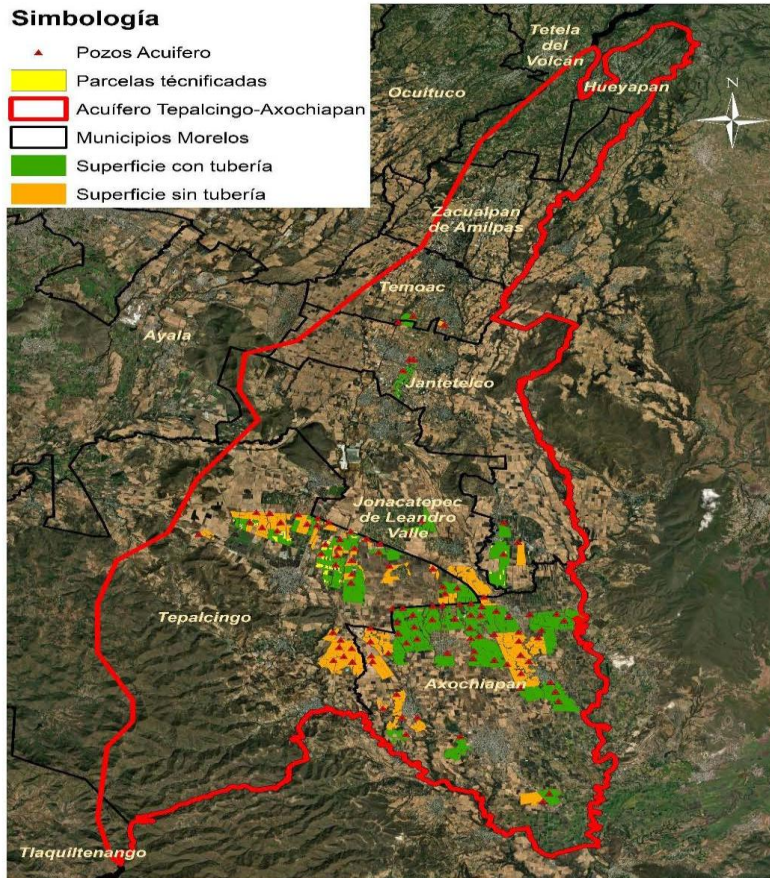 Simbología
Pozos Acuifero
Parcelas técnificadas
Acuífero Tepalcingo-Axochiapan
Municipios Morelos
Superficie con tubería
Superficie sin tubería
Tetela
del
Volcán
Hueyapan
Ocuituco
Z
Zacualpan
de Amilpas
Temoac
Ayala
Jantetelco
Jonacatepec
de Leandro
Valle
Tepalcingo
Axochiapan
Tlaquiltenango